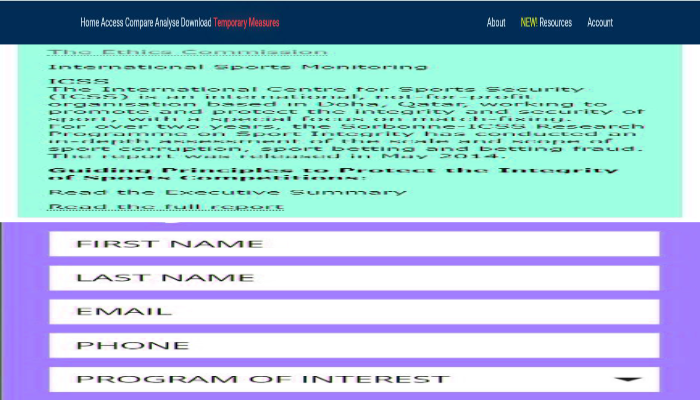 Home Access Compare Analyse Download Temporary Measures About NEW! Resources Account
The Ethics Commission
International Sports Monitoring
ICSS
The International Centre for Sports Security
(ICSS) is an international, not-for-profit
organisation based in Doha, Qatar, working to
promote and protect the integrity and security of
sport, with a special focus on match-fixing.
For over two years, the Sorbonne-ICSS Research
Programme on Sport Integrity has conducted an
in-depth assessment of the scale and scope of
sport corruption, sport betting and betting fraud.
The report was released in May 2014.
Guiding Principles to Protect the Integrity
of Sports Competitions:
Read the Executive Summary
Read the full report
FIRST NAME
LAST NAME
EMAIL
PHONE
PROGRAM OF INTEREST